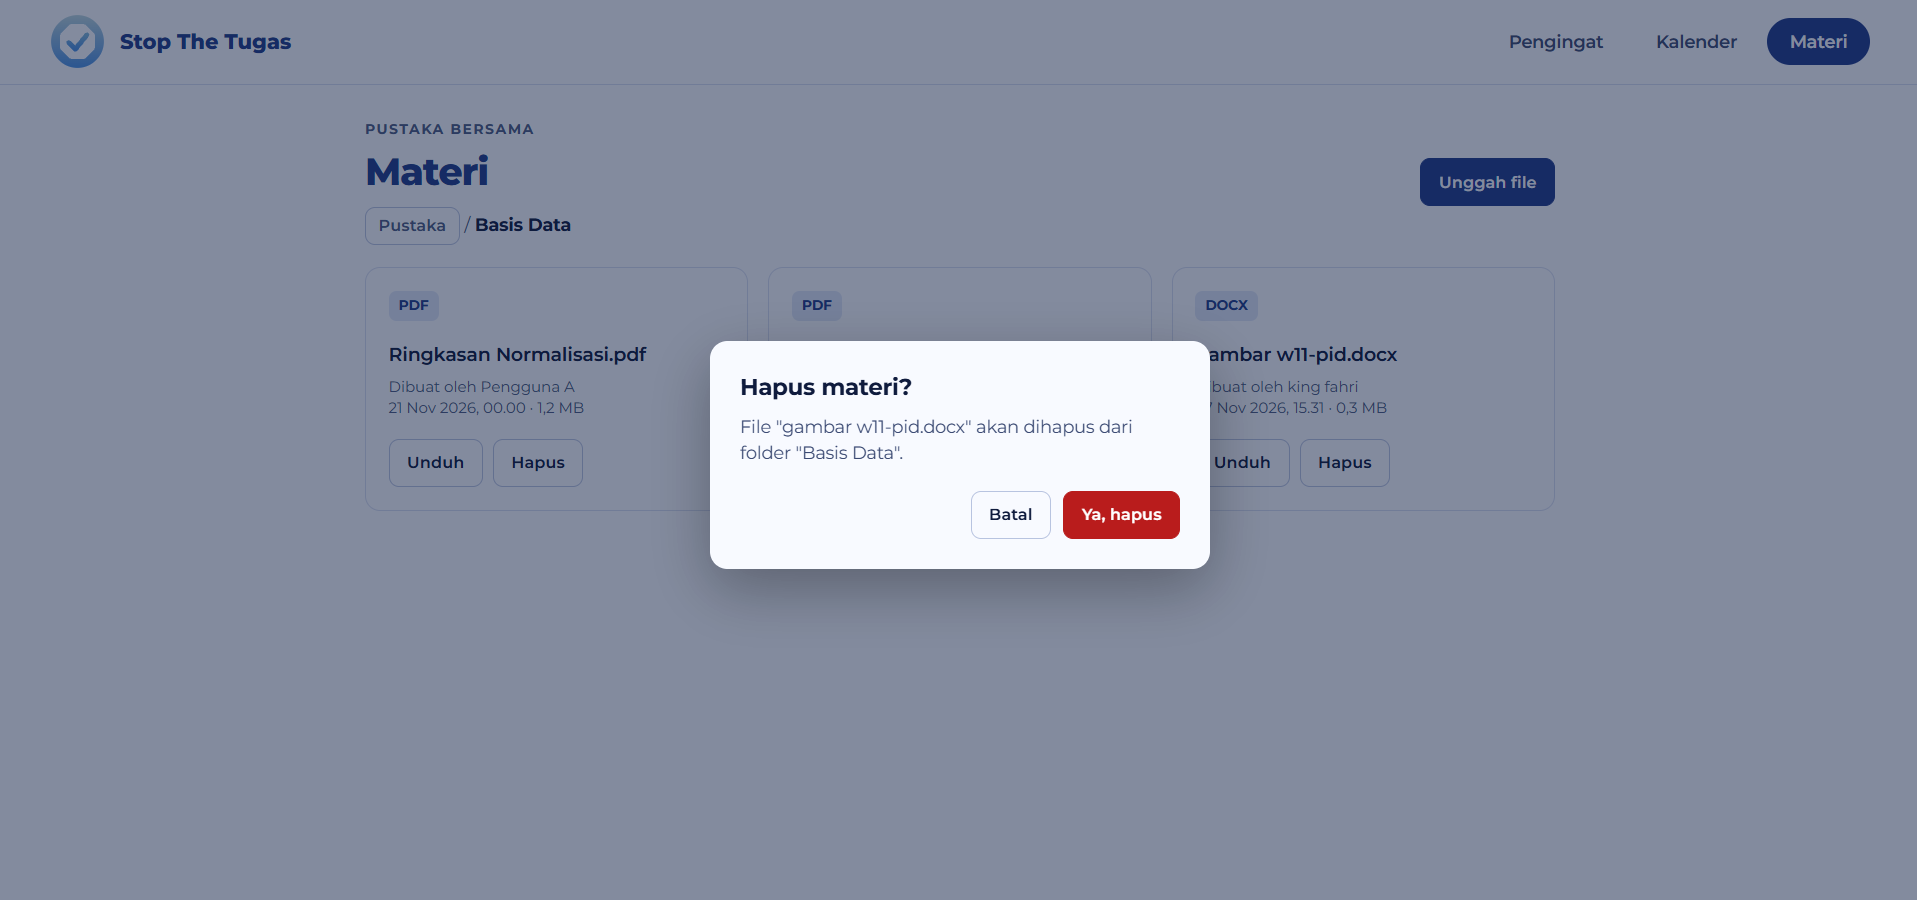 Stop The Tugas
Pengingat
Kalender
Materi
PUSTAKA BERSAMA
Materi
Unggah file
Pustaka / Basis Data
PDF
Ringkasan Normalisasi.pdf
Dibuat oleh Pengguna A
21 Nov 2026, 00.00 · 1,2 MB
Unduh
Hapus
PDF
DOCX
ambar w11-pid.docx
buat oleh king fahri
Nov 2026, 15.31 · 0,3 MB
Unduh
Hapus
Hapus materi?
File "gambar w11-pid.docx" akan dihapus dari
folder "Basis Data".
Batal
Ya, hapus